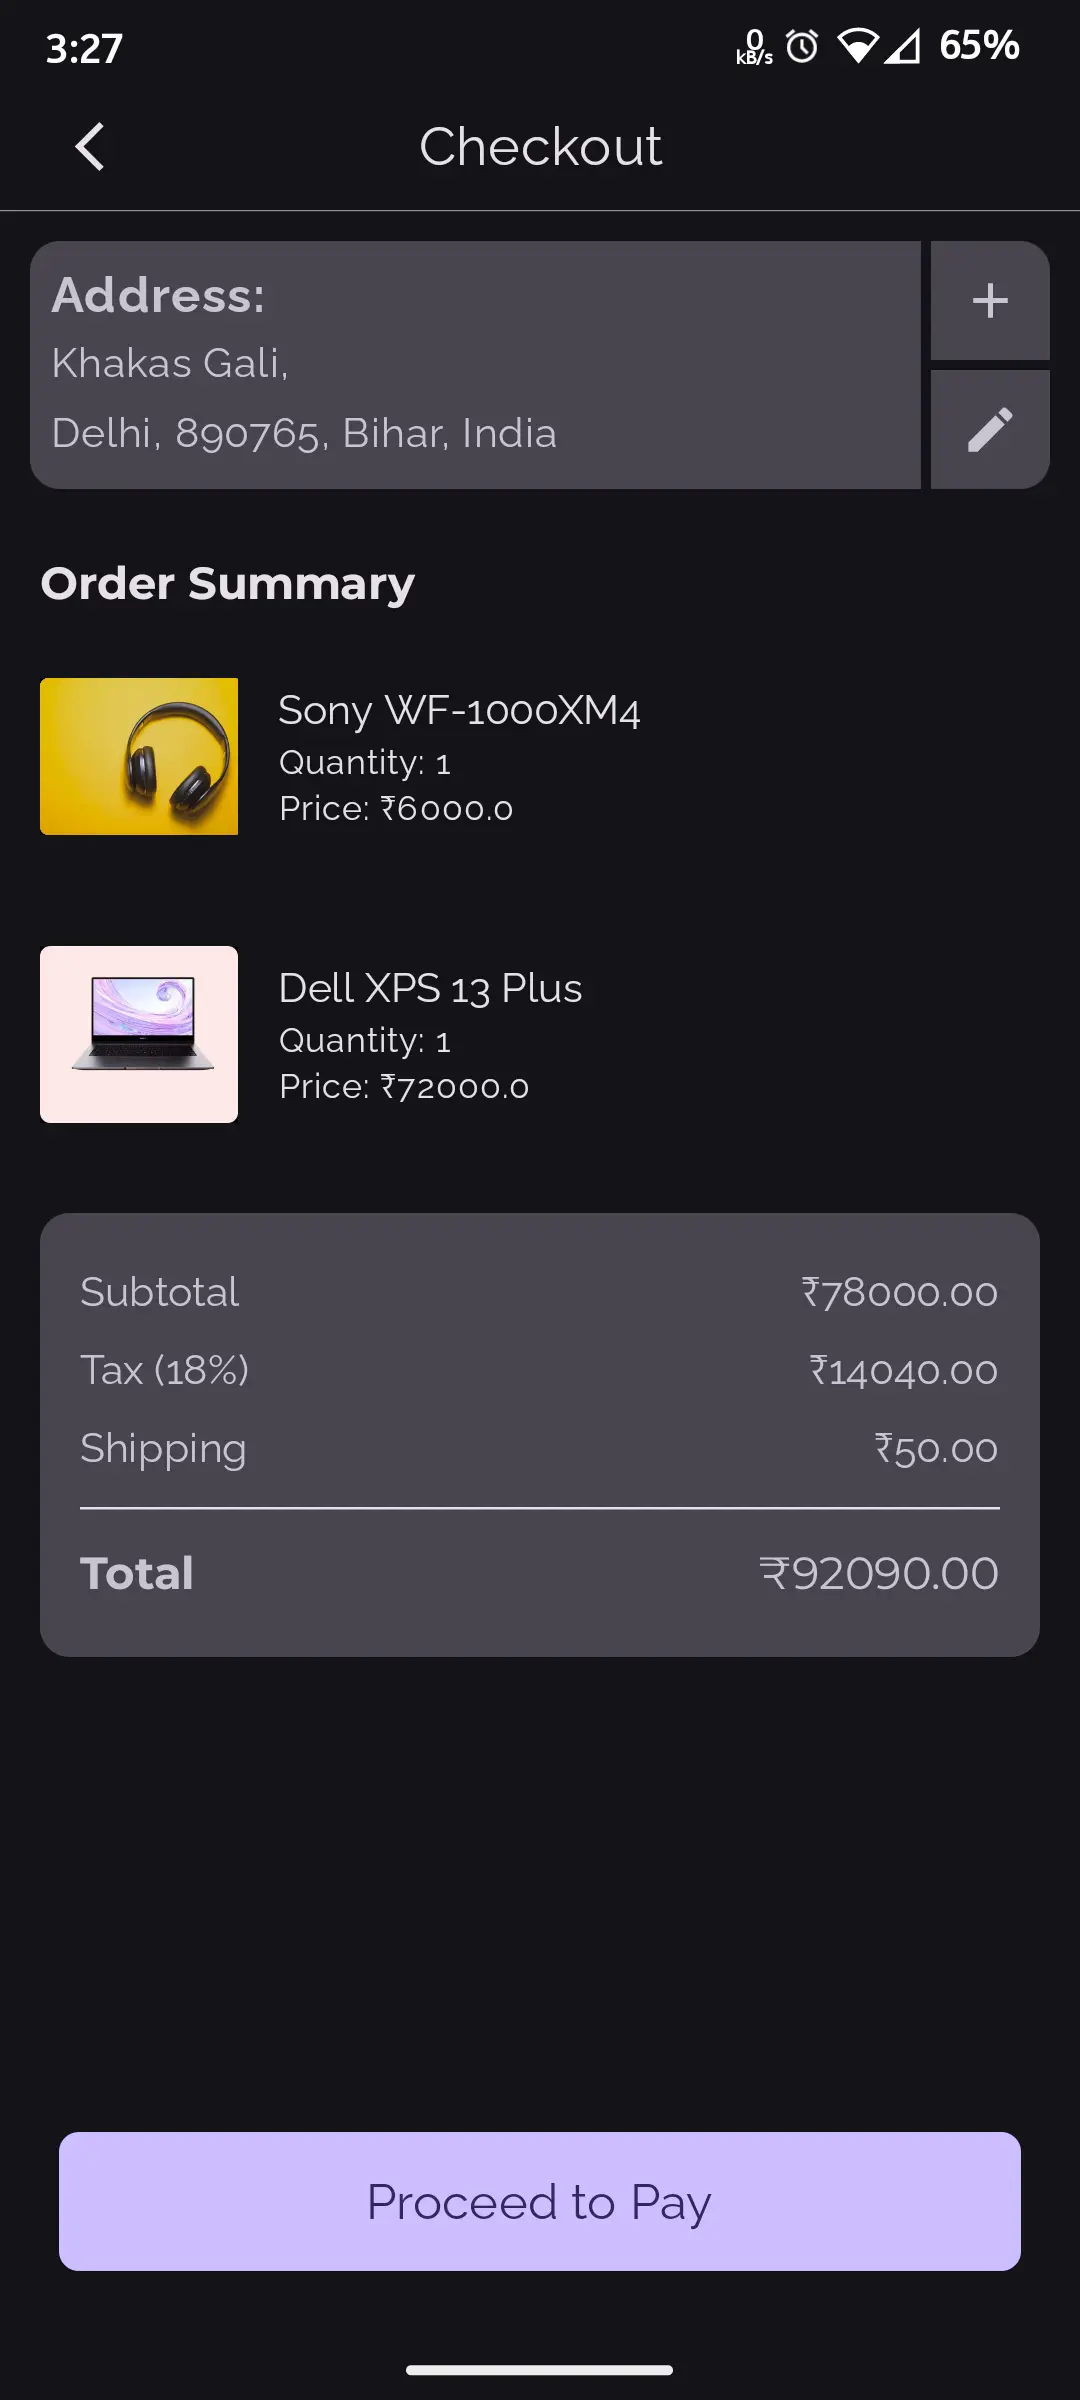 3:27
0 kB/s 65%
Checkout
Address:
Khakas Gali,
Delhi, 890765, Bihar, India
Order Summary
Sony WF-1000XM4
Quantity: 1
Price: ₹6000.0
Dell XPS 13 Plus
Quantity: 1
Price: ₹72000.0
Subtotal ₹78000.00
Tax (18%) ₹14040.00
Shipping ₹50.00
Total ₹92090.00
Proceed to Pay